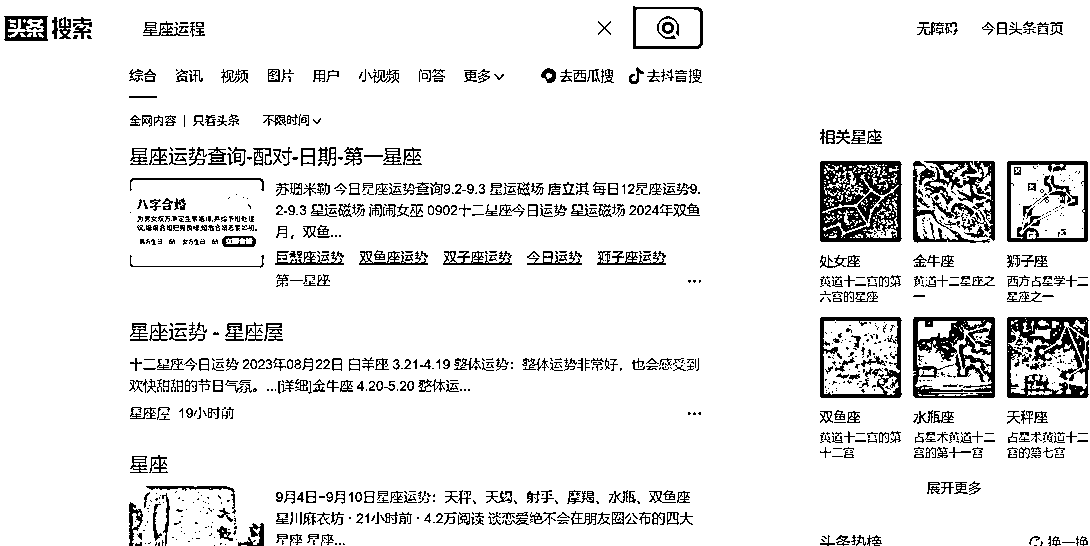 头条 搜索
星座运程
无障碍 今日头条首页
综合 资讯 视频 图片 用户 小视频 问答 更多 去西瓜搜 去抖音搜
全网内容 | 只看头条 不限时间
星座运势查询-配对-日期-第一星座
八字合婚
苏珊米勒 今日星座运势查询9.2-9.3 星运磁场 唐立淇 每日12星座运势9.
2-9.3 星运磁场 闹闹女巫 0902十二星座今日运势 星运磁场 2024年双鱼
月，双鱼...
巨蟹座运势 双鱼座运势 双子座运势 今日运势 狮子座运势
第一星座
星座运势 - 星座屋
十二星座今日运势 2023年08月22日 白羊座 3.21-4.19 整体运势：整体运势非常好，也会感受到
欢快甜甜的节日气氛。...[详细]金牛座 4.20-5.20 整体运...
星座屋 19小时前
星座
9月4日-9月10日星座运势：天秤、天蝎、射手、摩羯、水瓶、双鱼座
星川麻衣坊 · 21小时前 · 4.2万阅读 谈恋爱绝不会在朋友圈公布的四大
星座 星座...
相关星座
处女座 金牛座 狮子座
黄道十二宫的第 黄道十二星座之 西方占星学十二
六宫的星座 一 星座之一
双鱼座 水瓶座 天秤座
黄道十二宫的第 占星术黄道十二 占星术黄道十二
十二宫 宫的第十一宫 宫的第七宫
展开更多
头条热榜 换一换